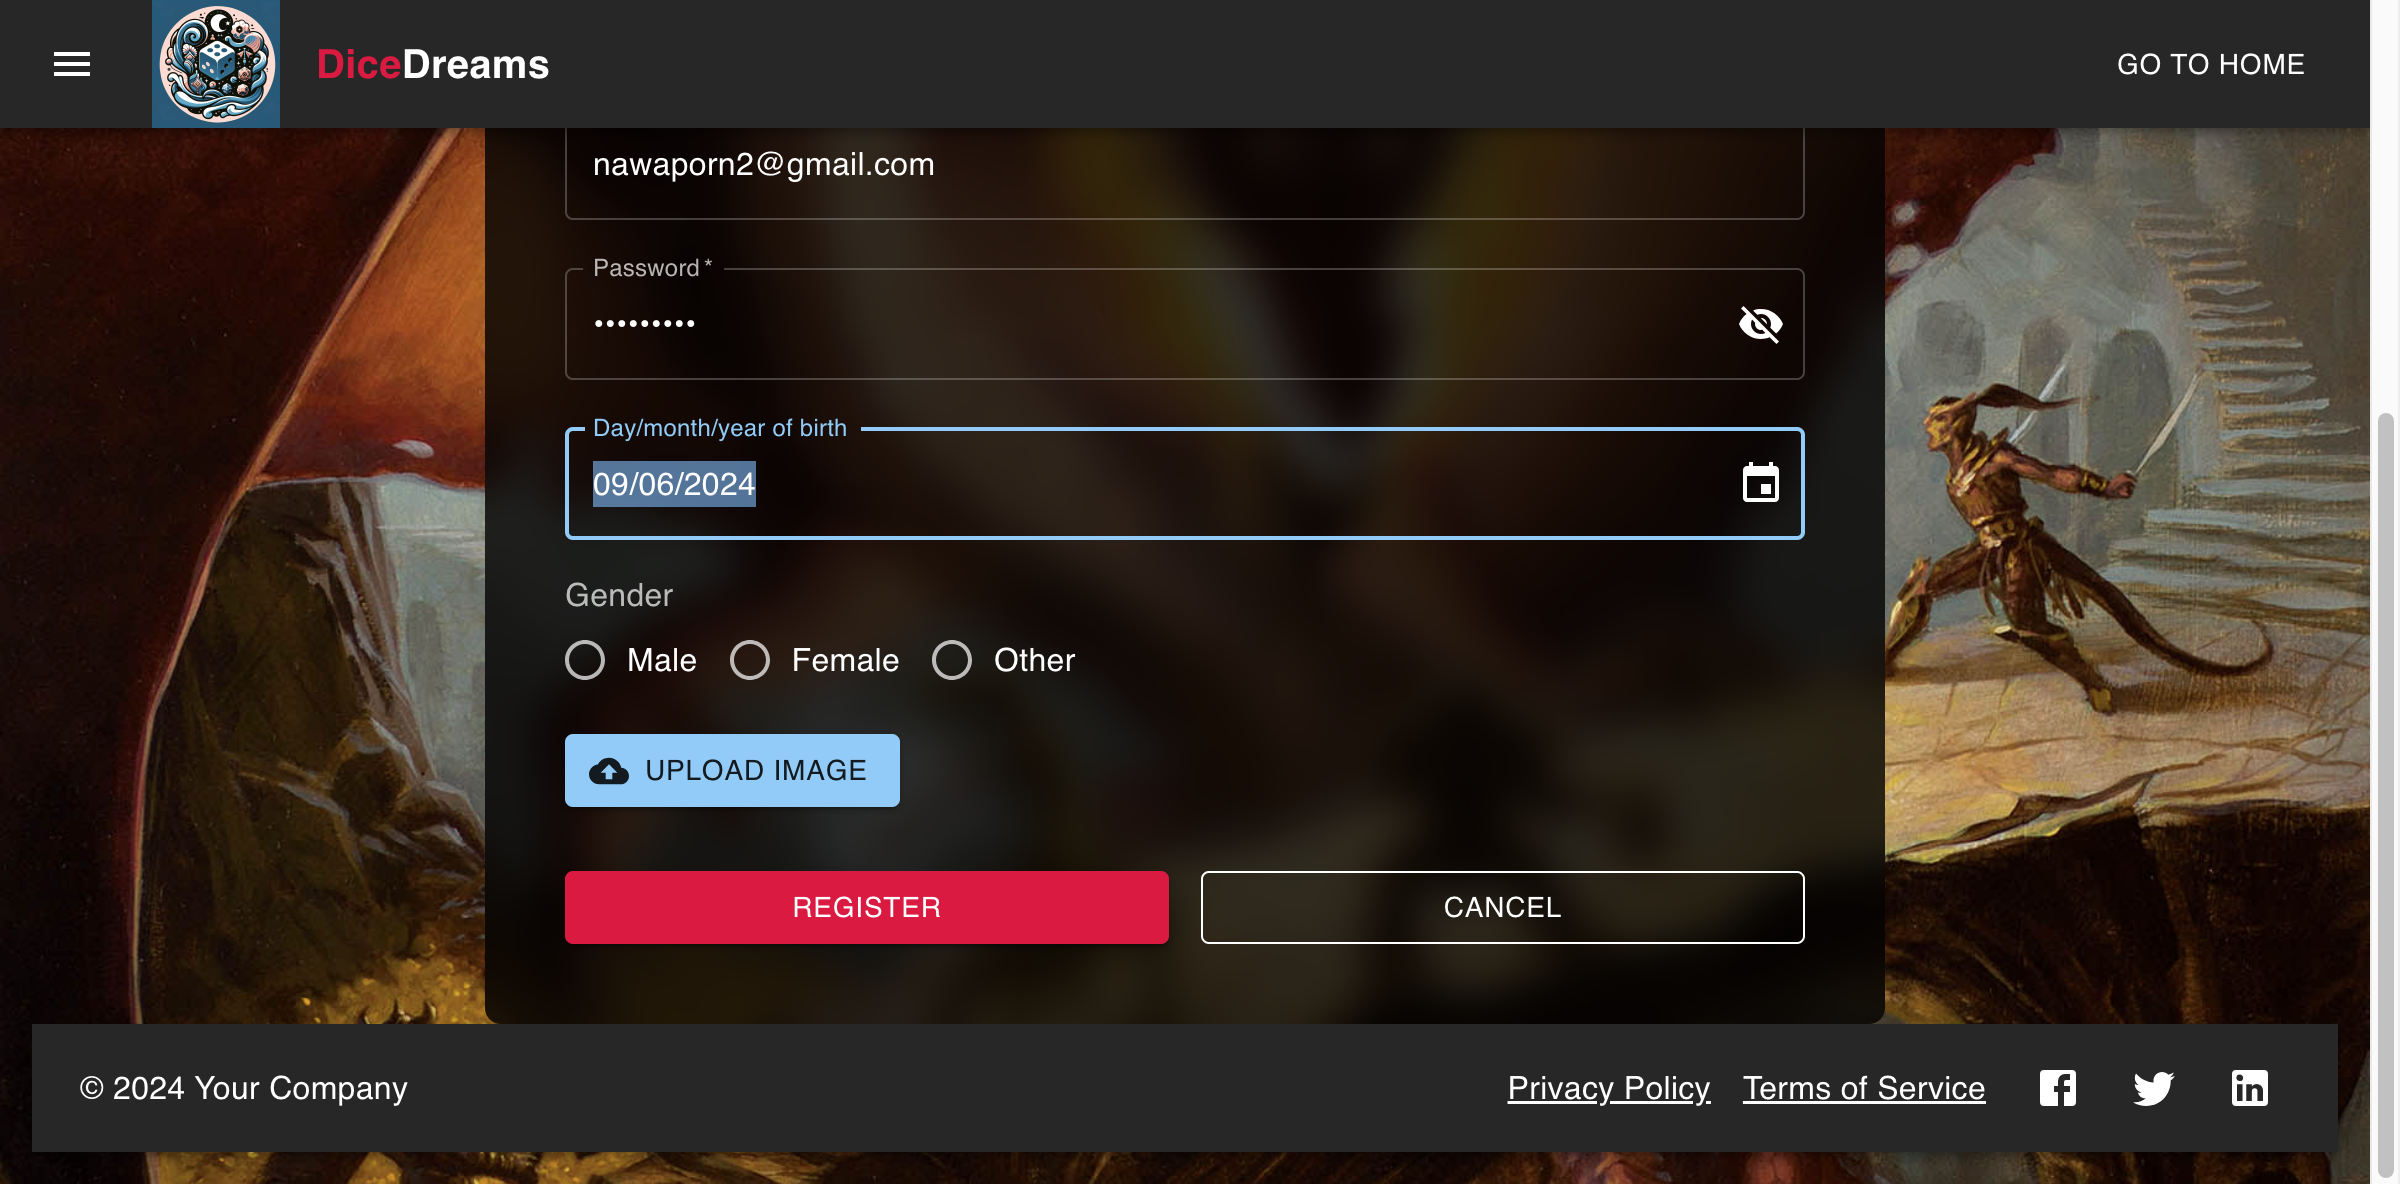 DiceDreams
GO TO HOME
nawaporn2@gmail.com
Password *
•••••••••
Day/month/year of birth
09/06/2024
Gender
Male Female Other
UPLOAD IMAGE
REGISTER CANCEL
© 2024 Your Company Privacy Policy Terms of Service